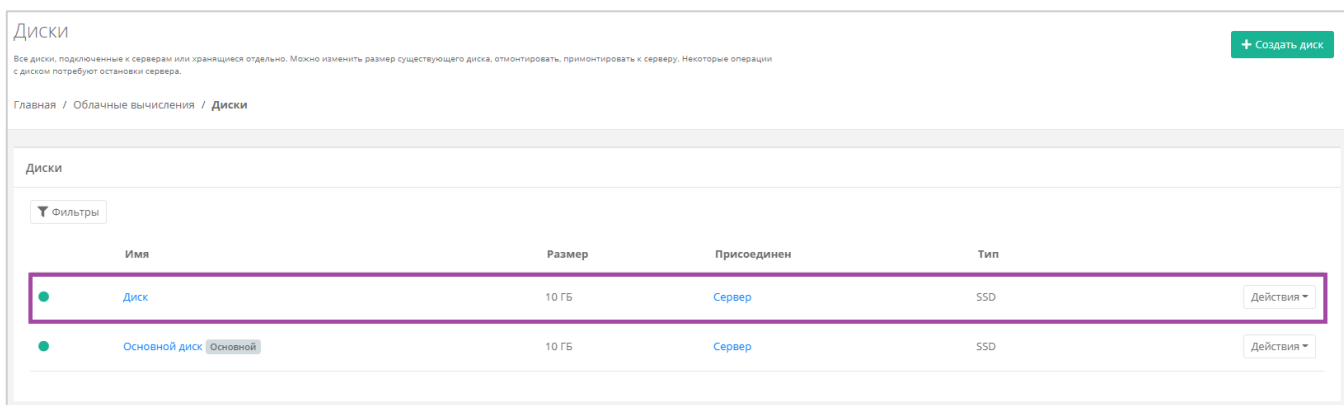 Диски
+ Создать диск
Все диски, подключенные к серверам или хранящиеся отдельно. Можно изменить размер существующего диска, отмонтировать, примонтировать к серверу. Некоторые операции
с диском потребуют остановки сервера.
Главная / Облачные вычисления / Диски
Диски
Фильтры
Имя Размер Присоединен Тип
Диск 10 ГБ Сервер SSD Действия
Основной диск Основной 10 ГБ Сервер SSD Действия